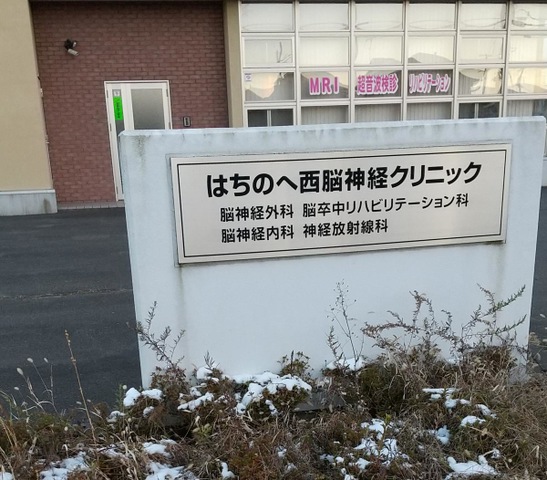 MRI 超音波検診 リハビリテーション
はちのへ西脳神経クリニック
脳神経外科 脳卒中リハビリテーション科
脳神経内科 神経放射線科